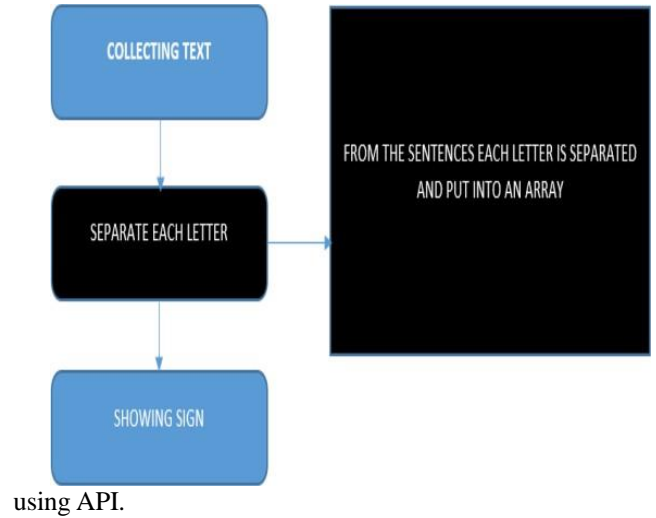 COLLECTING TEXT
SEPARATE EACH LETTER
FROM THE SENTENCES EACH LETTER IS SEPARATED
AND PUT INTO AN ARRAY
SHOWING SIGN
using API.